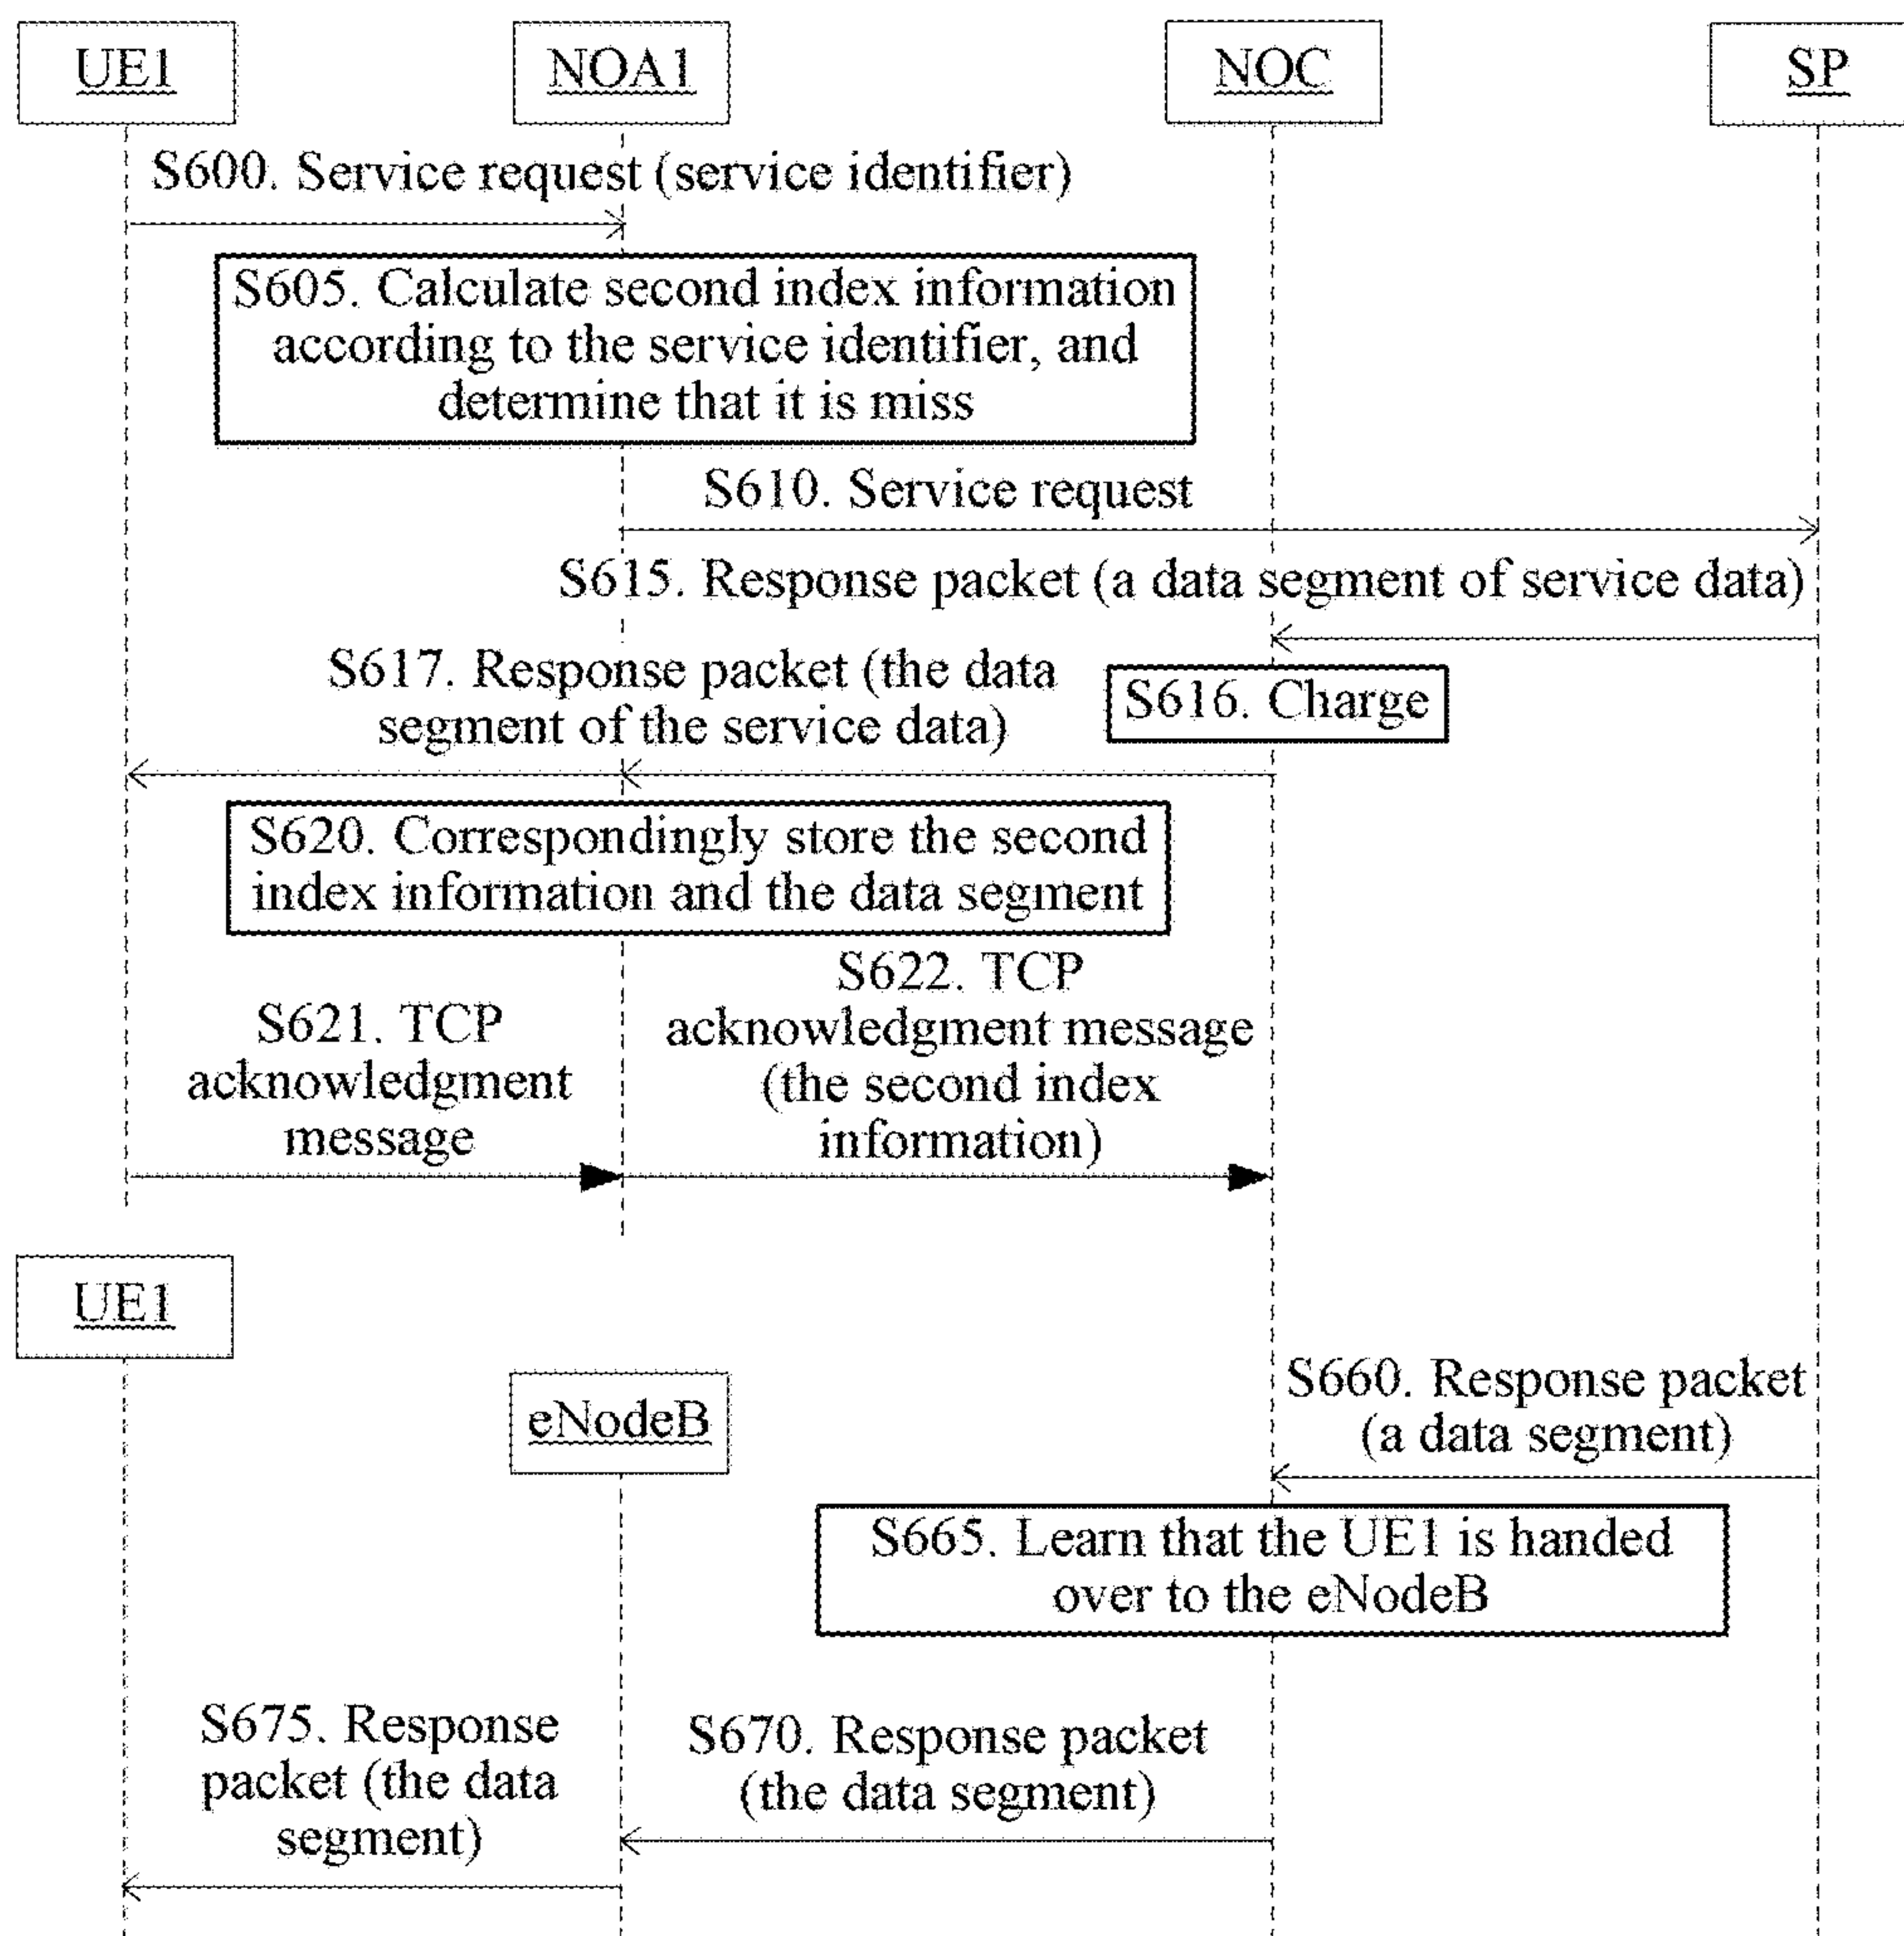 UE1
NOA1
NOC
SP
S600. Service request (service identifier)
S605. Calculate second index information
according to the service identifier, and
determine that it is miss
S610. Service request
S615. Response packet (a data segment of service data)
S617. Response packet (the data
segment of the service data)
S616. Charge
S620. Correspondingly store the second
index information and the data segment
S621. TCP
acknowledgment
message
S622. TCP
acknowledgment message
(the second index
information)
UE1
eNodeB
S660. Response packet
(a data segment)
S665. Learn that the UE1 is handed
over to the eNodeB
S675. Response
packet (the data
segment)
S670. Response packet
(the data segment)